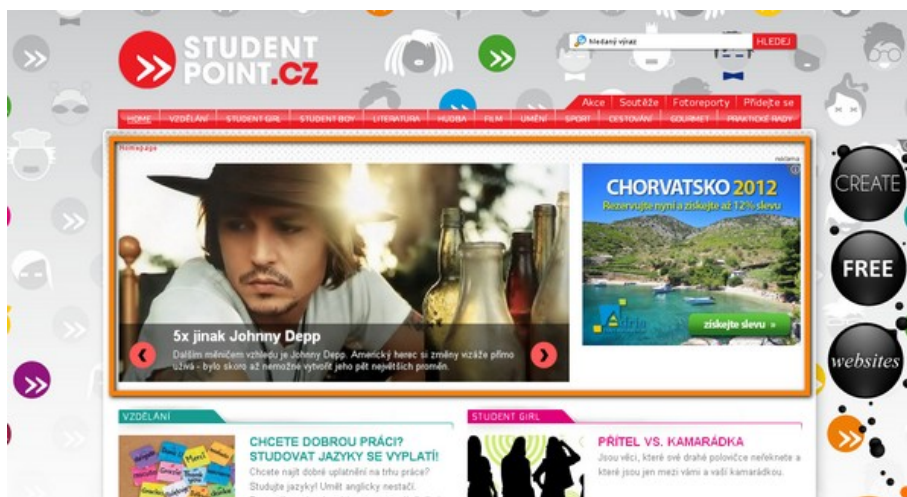 STUDENT
POINT.CZ
Hledaný výraz
HLEDEJ
Akce Soutěže Fotoreporty Přidejte se
HOME VZDĚLÁNÍ STUDENT GIRL STUDENT BOY LITERATURA HUDBA FILM UMĚNÍ SPORT CESTOVÁNÍ GOURMET PRAKTICKÉ RADY
Homepage
reklama
CHORVATSKO 2012
Rezervujte nyní a získejte až 12% slevu
Adria
získejte slevu »
5x jinak Johnny Depp
Dalším měničem vzhledu je Johnny Depp. Americký herec si změny vizáže přímo
užívá - bylo skoro až nemožné vytvořit jeho pět největších proměn.
CREATE
FREE
websites
VZDĚLÁNÍ
CHCETE DOBROU PRÁCI?
STUDOVAT JAZYKY SE VYPLATÍ!
Chcete najít dobré uplatnění na trhu práce?
Studujte jazyky! Umět anglicky nestačí.
STUDENT GIRL
PŘÍTEL VS. KAMARÁDKA
Jsou věci, které své drahé polovičce neřeknete a
které jsou jen mezi vámi a vaší kamarádkou.
Merci